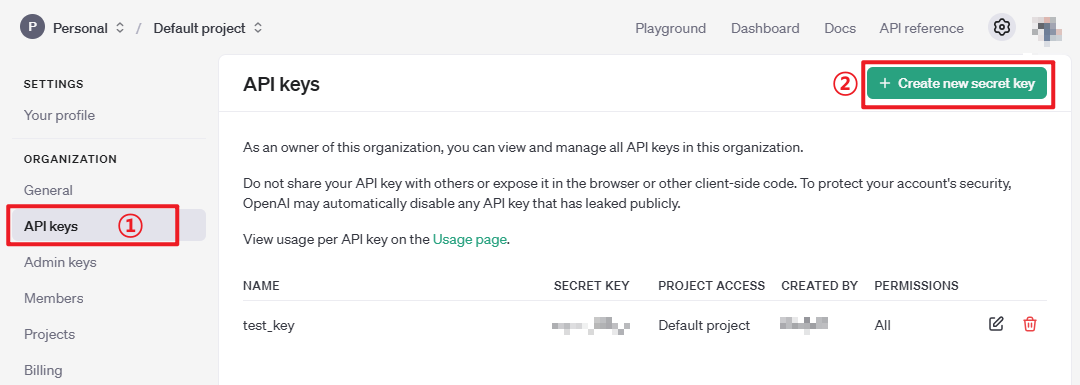 P Personal / Default project
Playground Dashboard Docs API reference
SETTINGS
Your profile
ORGANIZATION
General
API keys ①
Admin keys
Members
Projects
Billing
API keys
② + Create new secret key
As an owner of this organization, you can view and manage all API keys in this organization.
Do not share your API key with others or expose it in the browser or other client-side code. To protect your account's security,
OpenAI may automatically disable any API key that has leaked publicly.
View usage per API key on the Usage page.
NAME SECRET KEY PROJECT ACCESS CREATED BY PERMISSIONS
test_key Default project All